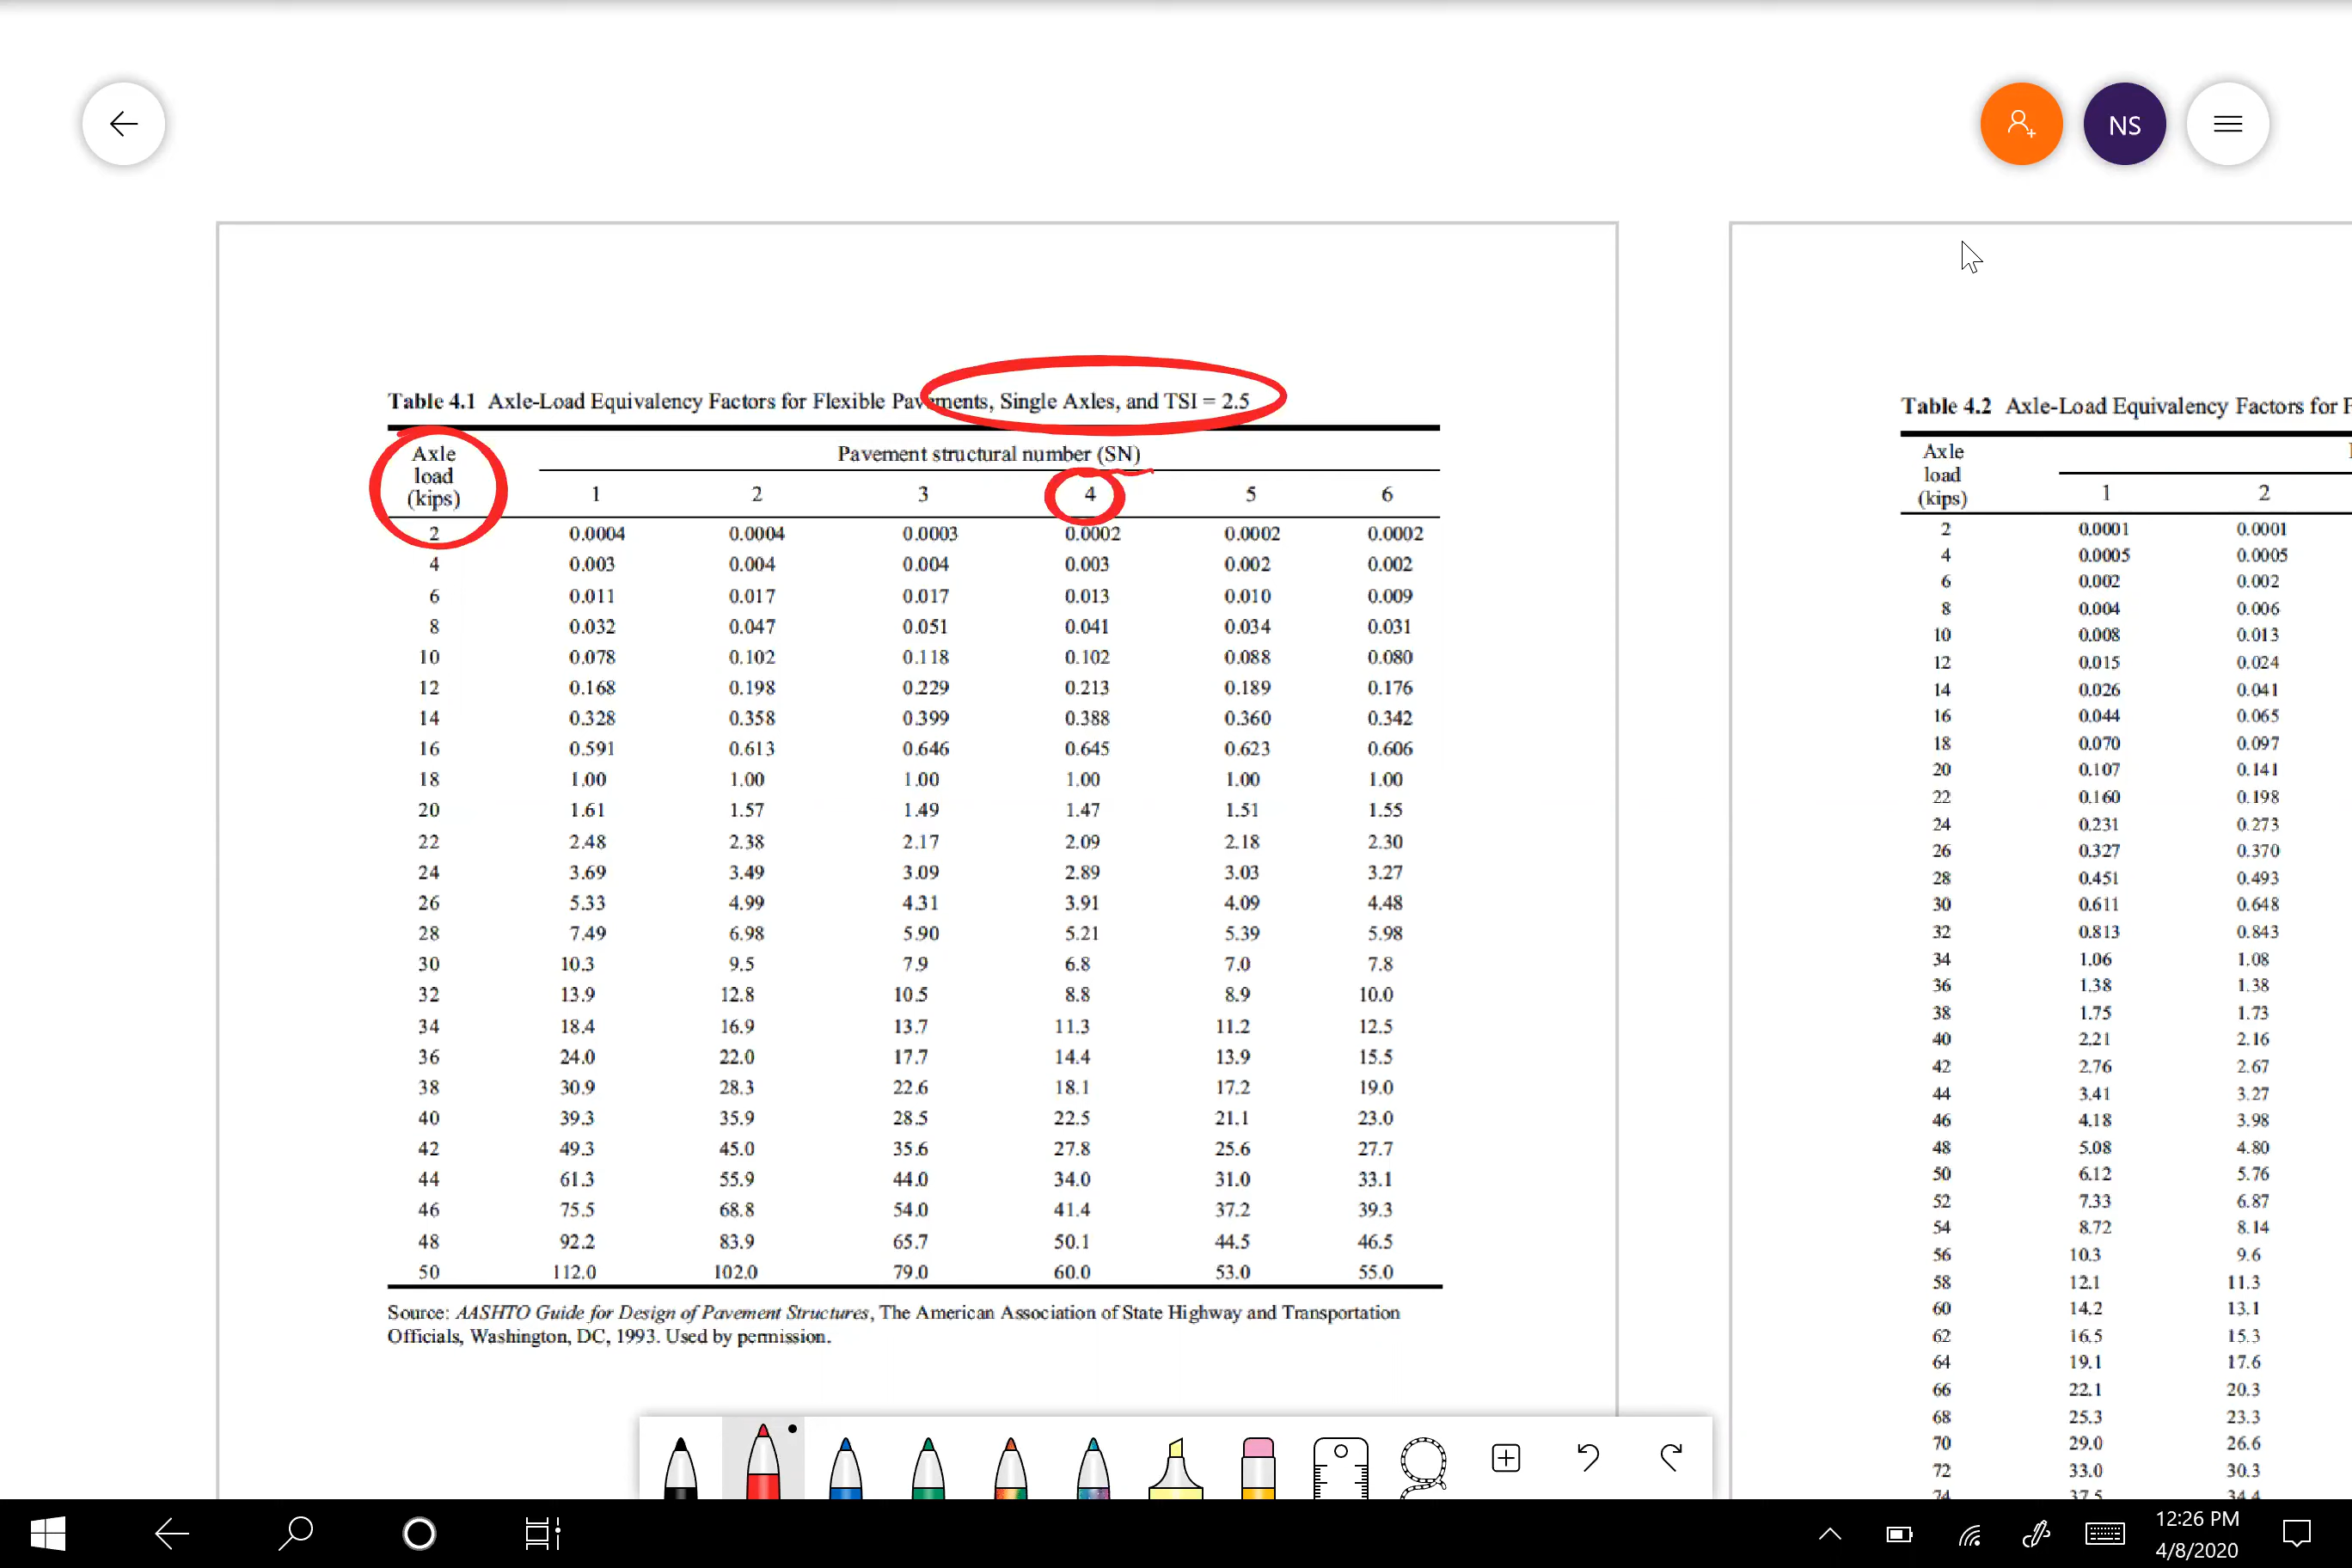 NS
Table 4.1 Axle-Load Equivalency Factors for Flexible Pavements, Single Axles, and TSI = 2.5
Axle load (kips) Pavement structural number (SN)
1 2 3 4 5 6
2 0.0004 0.0004 0.0003 0.0002 0.0002 0.0002
4 0.003 0.004 0.004 0.003 0.002 0.002
6 0.011 0.017 0.017 0.013 0.010 0.009
8 0.032 0.047 0.051 0.041 0.034 0.031
10 0.078 0.102 0.118 0.102 0.088 0.080
12 0.168 0.198 0.229 0.213 0.189 0.176
14 0.328 0.358 0.399 0.388 0.360 0.342
16 0.591 0.613 0.646 0.645 0.623 0.606
18 1.00 1.00 1.00 1.00 1.00 1.00
20 1.61 1.57 1.49 1.47 1.51 1.55
22 2.48 2.38 2.17 2.09 2.18 2.30
24 3.69 3.49 3.09 2.89 3.03 3.27
26 5.33 4.99 4.31 3.91 4.09 4.48
28 7.49 6.98 5.90 5.21 5.39 5.98
30 10.3 9.5 7.9 6.8 7.0 7.8
32 13.9 12.8 10.5 8.8 8.9 10.0
34 18.4 16.9 13.7 11.3 11.2 12.5
36 24.0 22.0 17.7 14.4 13.9 15.5
38 30.9 28.3 22.6 18.1 17.2 19.0
40 39.3 35.9 28.5 22.5 21.1 23.0
42 49.3 45.0 35.6 27.8 25.6 27.7
44 61.3 55.9 44.0 34.0 31.0 33.1
46 75.5 68.8 54.0 41.4 37.2 39.3
48 92.2 83.9 65.7 50.1 44.5 46.5
50 112.0 102.0 79.0 60.0 53.0 55.0
Source: AASHTO Guide for Design of Pavement Structures, The American Association of State Highway and Transportation
Officials, Washington, DC, 1993. Used by permission.
Table 4.2 Axle-Load Equivalency Factors for
Axle load (kips)
1 2
2 0.0001 0.0001
4 0.0005 0.0005
6 0.002 0.002
8 0.004 0.006
10 0.008 0.013
12 0.015 0.024
14 0.026 0.041
16 0.044 0.065
18 0.070 0.097
20 0.107 0.141
22 0.160 0.198
24 0.231 0.273
26 0.327 0.370
28 0.451 0.493
30 0.611 0.648
32 0.813 0.843
34 1.06 1.08
36 1.38 1.38
38 1.75 1.73
40 2.21 2.16
42 2.76 2.67
44 3.41 3.27
46 4.18 3.98
48 5.08 4.80
50 6.12 5.76
52 7.33 6.87
54 8.72 8.14
56 10.3 9.6
58 12.1 11.3
60 14.2 13.1
62 16.5 15.3
64 19.1 17.6
66 22.1 20.3
68 25.3 23.3
70 29.0 26.6
72 33.0 30.3
74 37.5 34.4
12:26 PM
4/8/2020